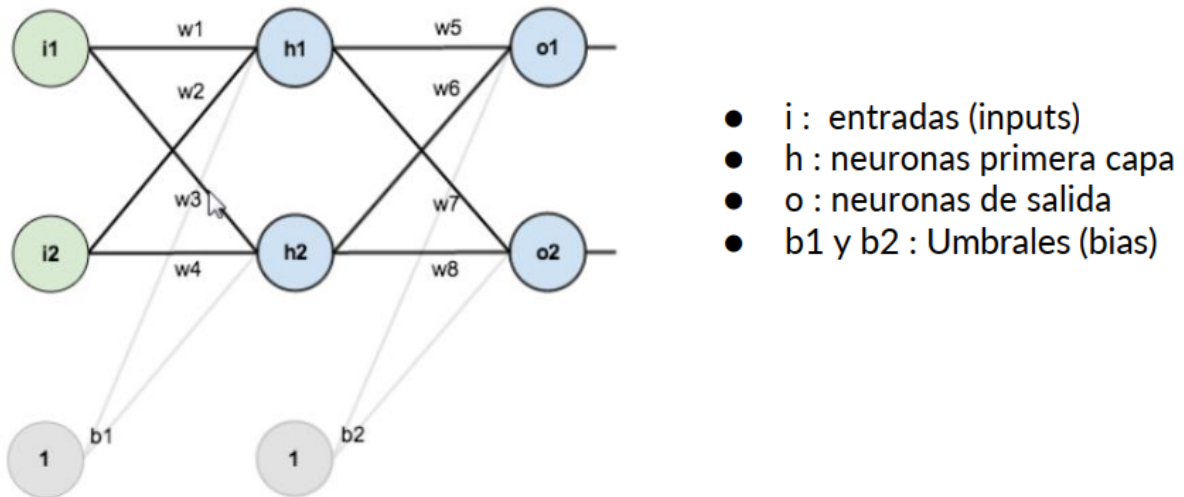 w1
w5
i1
h1
o1
w2
w6
w3
w7
i2
h2
o2
w4
w8
b1
b2
1
1
● i : entradas (inputs)
● h : neuronas primera capa
● o : neuronas de salida
● b1 y b2 : Umbrales (bias)